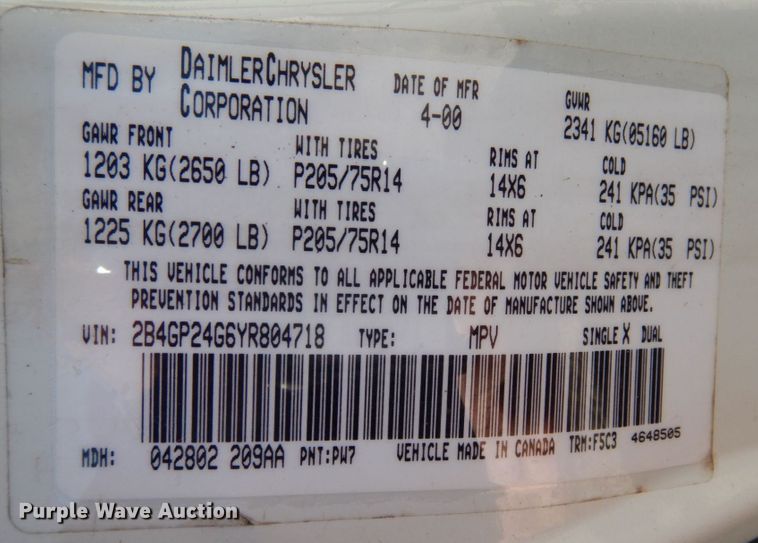 MFD BY DAIMLERCHRYSLER CORPORATION DATE OF MFR 4-00 GVWR 2341 KG(05160 LB)
GAWR FRONT WITH TIRES RIMS AT COLD
1203 KG(2650 LB) P205/75R14 14X6 241 KPA(35 PSI)
GAWR REAR WITH TIRES RIMS AT COLD
1225 KG(2700 LB) P205/75R14 14X6 241 KPA(35 PSI)
THIS VEHICLE CONFORMS TO ALL APPLICABLE FEDERAL MOTOR VEHICLE SAFETY AND THEFT
PREVENTION STANDARDS IN EFFECT ON THE DATE OF MANUFACTURE SHOWN ABOVE.
VIN: 2B4GP24G6YR804718 TYPE: MPV SINGLE X DUAL
MDH: 042802 209AA PNT:PW7 VEHICLE MADE IN CANADA TRM:F5C3 4648505
Purple Wave Auction